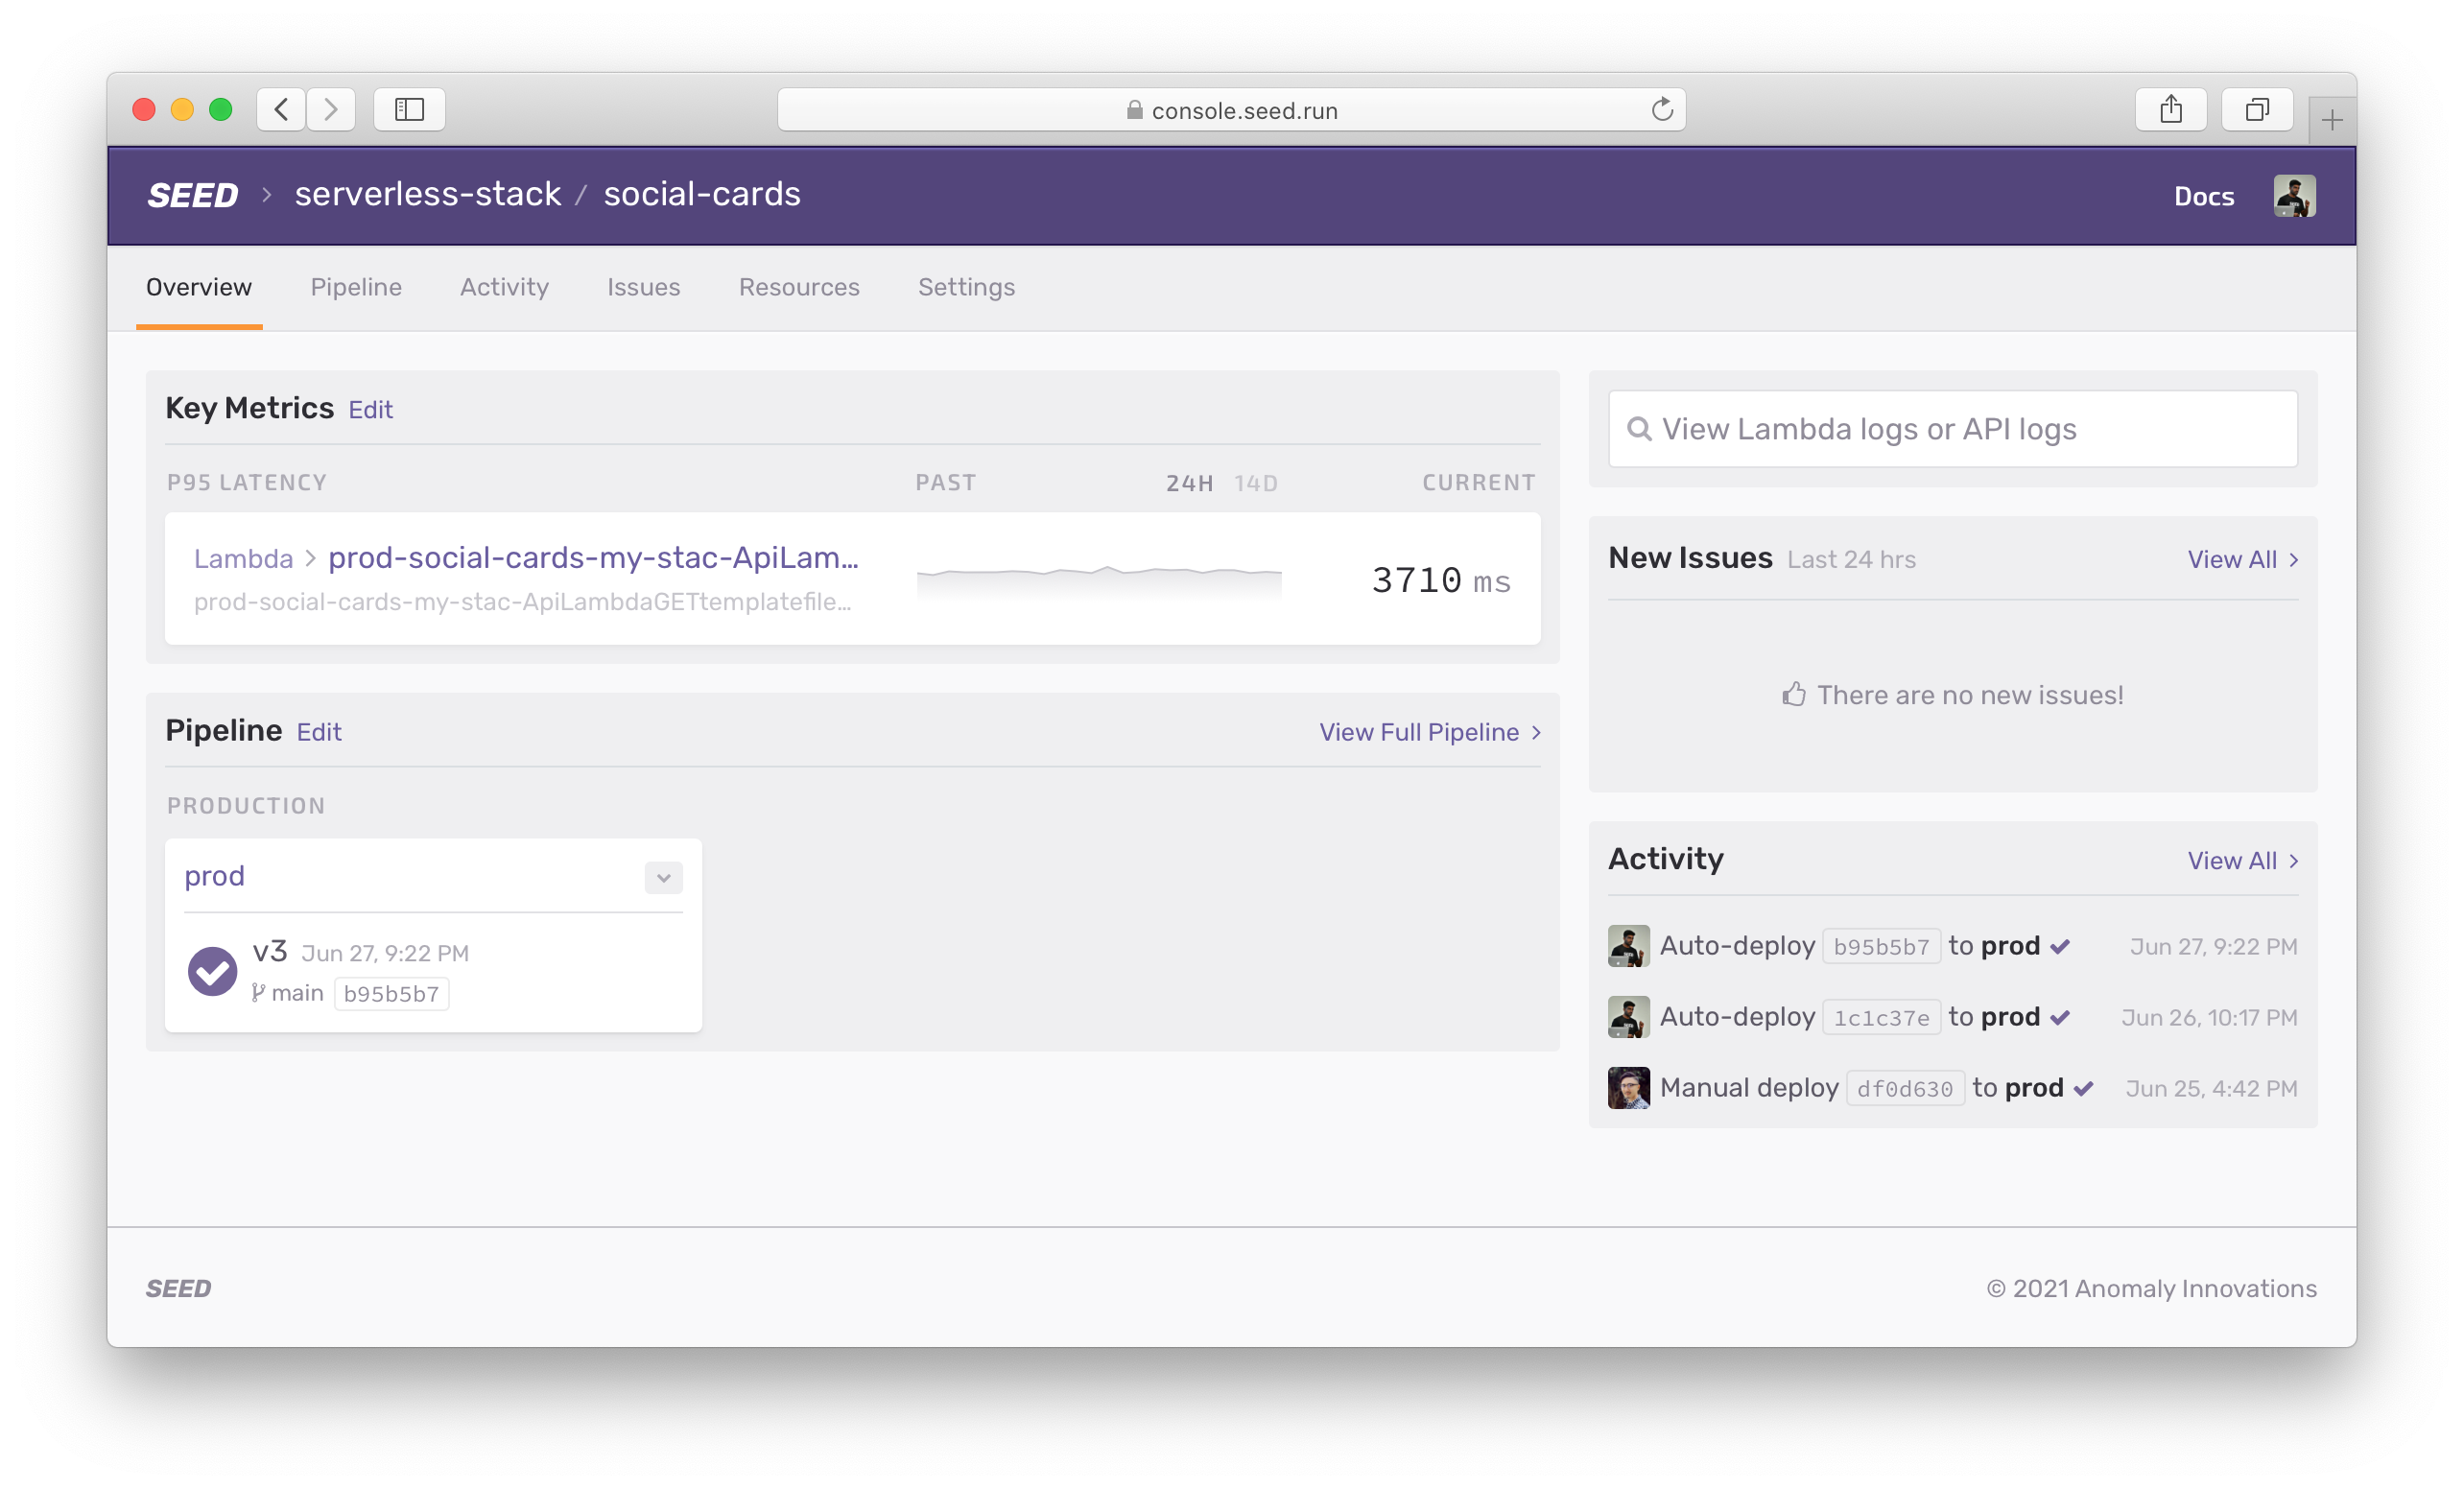 console.seed.run
SEED > serverless-stack / social-cards
Docs
Overview Pipeline Activity Issues Resources Settings
Key Metrics Edit
P95 LATENCY PAST 24H 14D CURRENT
Lambda > prod-social-cards-my-stac-ApiLam...
prod-social-cards-my-stac-ApiLambdaGETtemplatefile...
3710 ms
Pipeline Edit
View Full Pipeline >
PRODUCTION
prod
v3 Jun 27, 9:22 PM
main b95b5b7
View Lambda logs or API logs
New Issues Last 24 hrs
View All >
There are no new issues!
Activity
View All >
Auto-deploy b95b5b7 to prod Jun 27, 9:22 PM
Auto-deploy 1c1c37e to prod Jun 26, 10:17 PM
Manual deploy df0d630 to prod Jun 25, 4:42 PM
SEED
© 2021 Anomaly Innovations